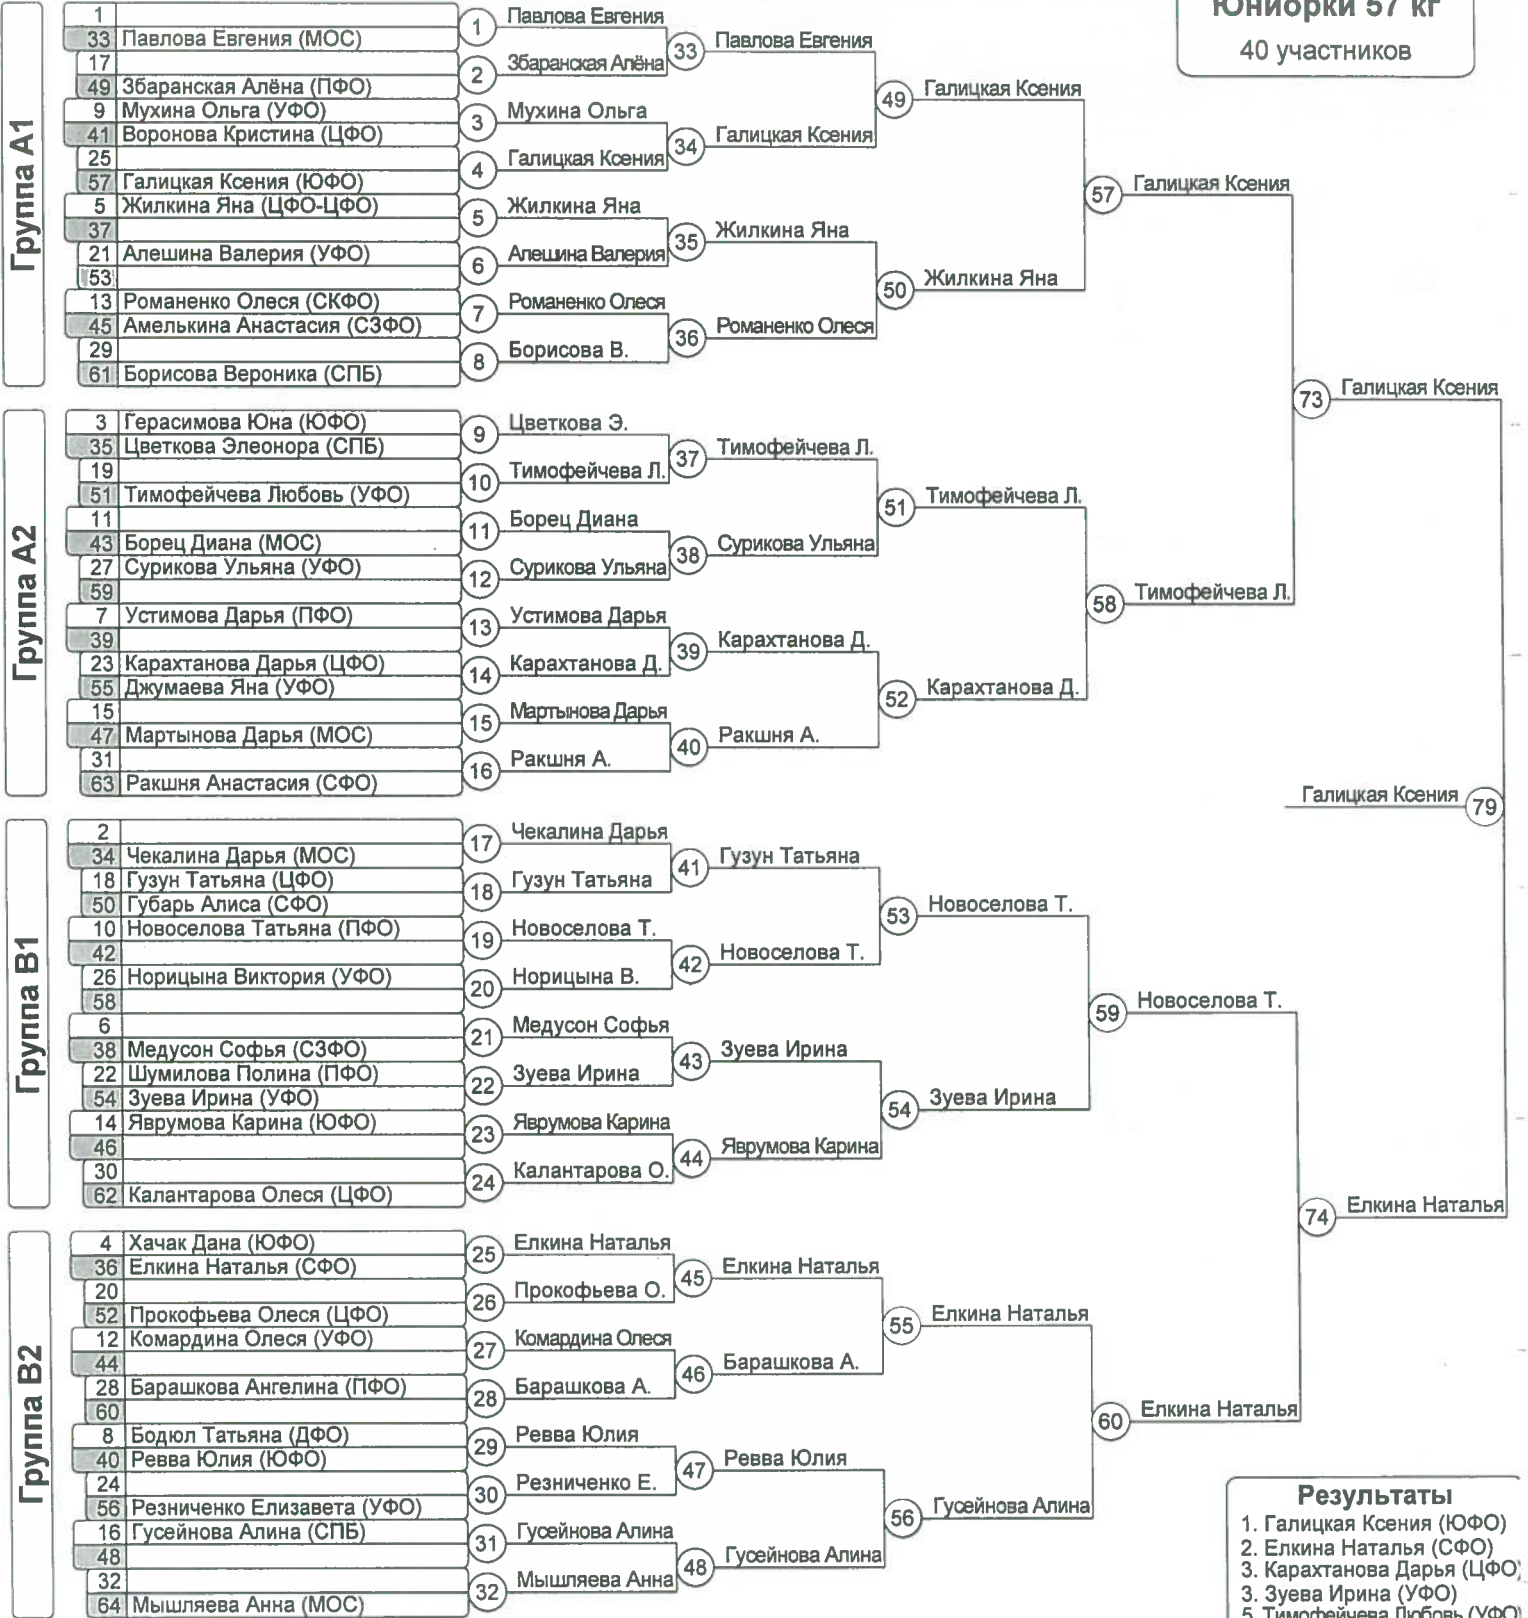 Юниорки 57 кг
40 участников
Группа A1
1
33 Павлова Евгения (МОС)
17
49 Збаранская Алёна (ПФО)
9 Мухина Ольга (УФО)
41 Воронова Кристина (ЦФО)
25
57 Галицкая Ксения (ЮФО)
5 Жилкина Яна (ЦФО-ЦФО)
37
21 Алешина Валерия (УФО)
53
13 Романенко Олеся (СКФО)
45 Амелькина Анастасия (СЗФО)
29
61 Борисова Вероника (СПБ)
1 Павлова Евгения
2 Збаранская Алёна
3 Мухина Ольга
4 Галицкая Ксения
5 Жилкина Яна
6 Алешина Валерия
7 Романенко Олеся
8 Борисова В.
33 Павлова Евгения
34 Галицкая Ксения
35 Жилкина Яна
36 Романенко Олеся
49 Галицкая Ксения
50 Жилкина Яна
57 Галицкая Ксения
Группа A2
3 Герасимова Юна (ЮФО)
35 Цветкова Элеонора (СПБ)
19
51 Тимофейчева Любовь (УФО)
11
43 Борец Диана (МОС)
27 Сурикова Ульяна (УФО)
59
7 Устимова Дарья (ПФО)
39
23 Карахтанова Дарья (ЦФО)
55 Джумаева Яна (УФО)
15
47 Мартынова Дарья (МОС)
31
63 Ракшня Анастасия (СФО)
9 Цветкова Э.
10 Тимофейчева Л.
11 Борец Диана
12 Сурикова Ульяна
13 Устимова Дарья
14 Карахтанова Д.
15 Мартынова Дарья
16 Ракшня А.
37 Тимофейчева Л.
38 Сурикова Ульяна
39 Карахтанова Д.
40 Ракшня А.
51 Тимофейчева Л.
52 Карахтанова Д.
58 Тимофейчева Л.
73 Галицкая Ксения
Галицкая Ксения 79
Группа B1
2
34 Чекалина Дарья (МОС)
18 Гузун Татьяна (ЦФО)
50 Губарь Алиса (СФО)
10 Новоселова Татьяна (ПФО)
42
26 Норицына Виктория (УФО)
58
6
38 Медусон Софья (СЗФО)
22 Шумилова Полина (ПФО)
54 Зуева Ирина (УФО)
14 Яврумова Карина (ЮФО)
46
30
62 Калантарова Олеся (ЦФО)
17 Чекалина Дарья
18 Гузун Татьяна
19 Новоселова Т.
20 Норицына В.
21 Медусон Софья
22 Зуева Ирина
23 Яврумова Карина
24 Калантарова О.
41 Гузун Татьяна
42 Новоселова Т.
43 Зуева Ирина
44 Яврумова Карина
53 Новоселова Т.
54 Зуева Ирина
59 Новоселова Т.
Группа B2
4 Хачак Дана (ЮФО)
36 Елкина Наталья (СФО)
20
52 Прокофьева Олеся (ЦФО)
12 Комардина Олеся (УФО)
44
28 Барашкова Ангелина (ПФО)
60
8 Бодюл Татьяна (ДФО)
40 Ревва Юлия (ЮФО)
24
56 Резниченко Елизавета (УФО)
16 Гусейнова Алина (СПБ)
48
32
64 Мышляева Анна (МОС)
25 Елкина Наталья
26 Прокофьева О.
27 Комардина Олеся
28 Барашкова А.
29 Ревва Юлия
30 Резниченко Е.
31 Гусейнова Алина
32 Мышляева Анна
45 Елкина Наталья
46 Барашкова А.
47 Ревва Юлия
48 Гусейнова Алина
55 Елкина Наталья
56 Гусейнова Алина
60 Елкина Наталья
74 Елкина Наталья
Результаты
1. Галицкая Ксения (ЮФО)
2. Елкина Наталья (СФО)
3. Карахтанова Дарья (ЦФО)
3. Зуева Ирина (УФО)
5. Тимофейчева Любовь (УФО)